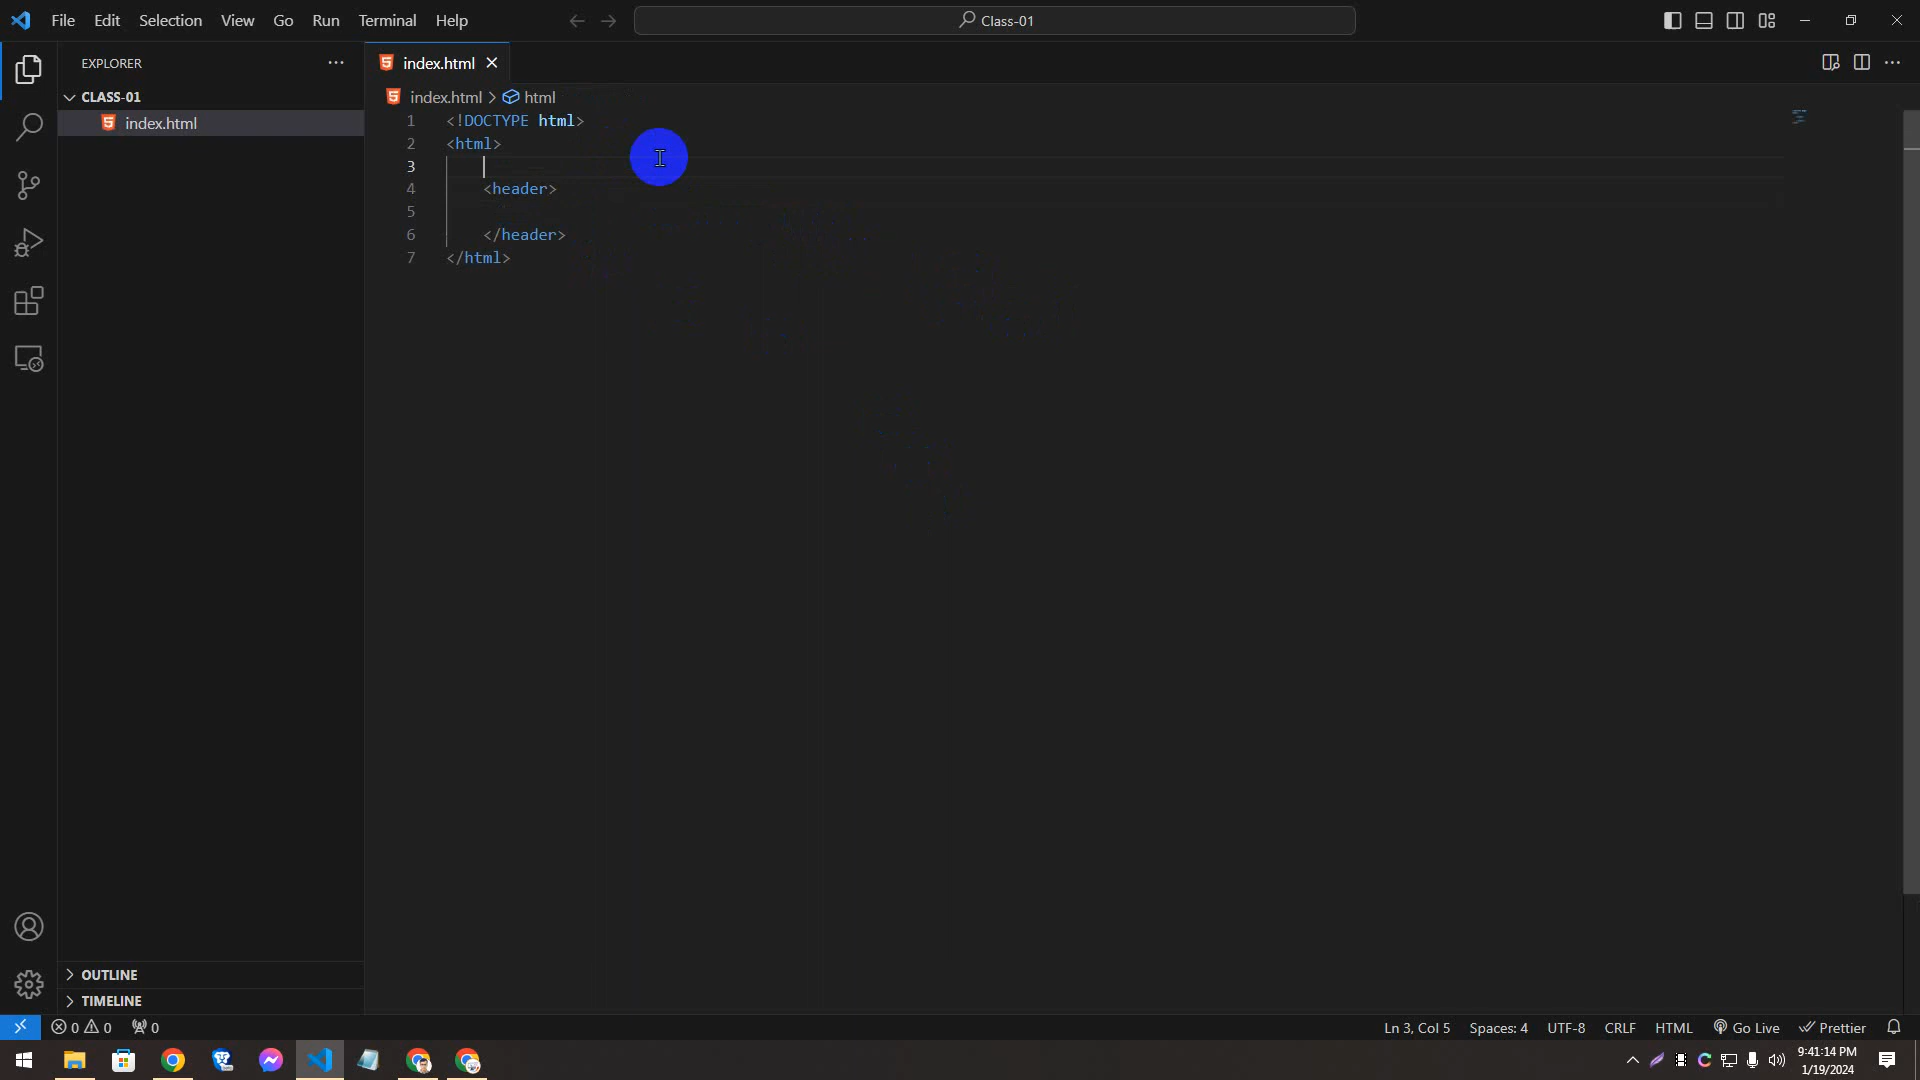 File Edit Selection View Go Run Terminal Help
Class-01
EXPLORER
index.html
CLASS-01
index.html
index.html > html
1 <!DOCTYPE html>
2 <html>
3
4 <header>
5
6 </header>
7 </html>
OUTLINE
TIMELINE
0 0 0
Ln 3, Col 5 Spaces: 4 UTF-8 CRLF HTML Go Live Prettier
9:41:14 PM
1/19/2024